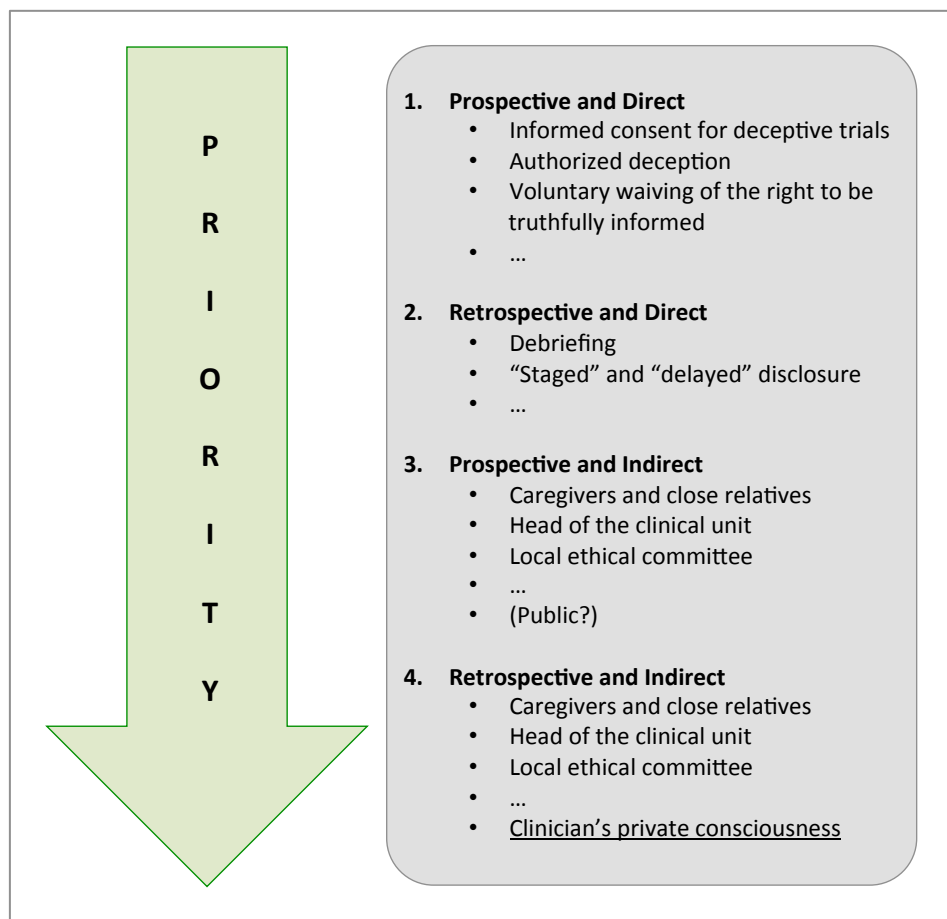 P
R
I
O
R
I
T
Y
1. Prospective and Direct
• Informed consent for deceptive trials
• Authorized deception
• Voluntary waiving of the right to be
truthfully informed
• …
2. Retrospective and Direct
• Debriefing
• “Staged” and “delayed” disclosure
• …
3. Prospective and Indirect
• Caregivers and close relatives
• Head of the clinical unit
• Local ethical committee
• …
• (Public?)
4. Retrospective and Indirect
• Caregivers and close relatives
• Head of the clinical unit
• Local ethical committee
• …
• Clinician’s private consciousness